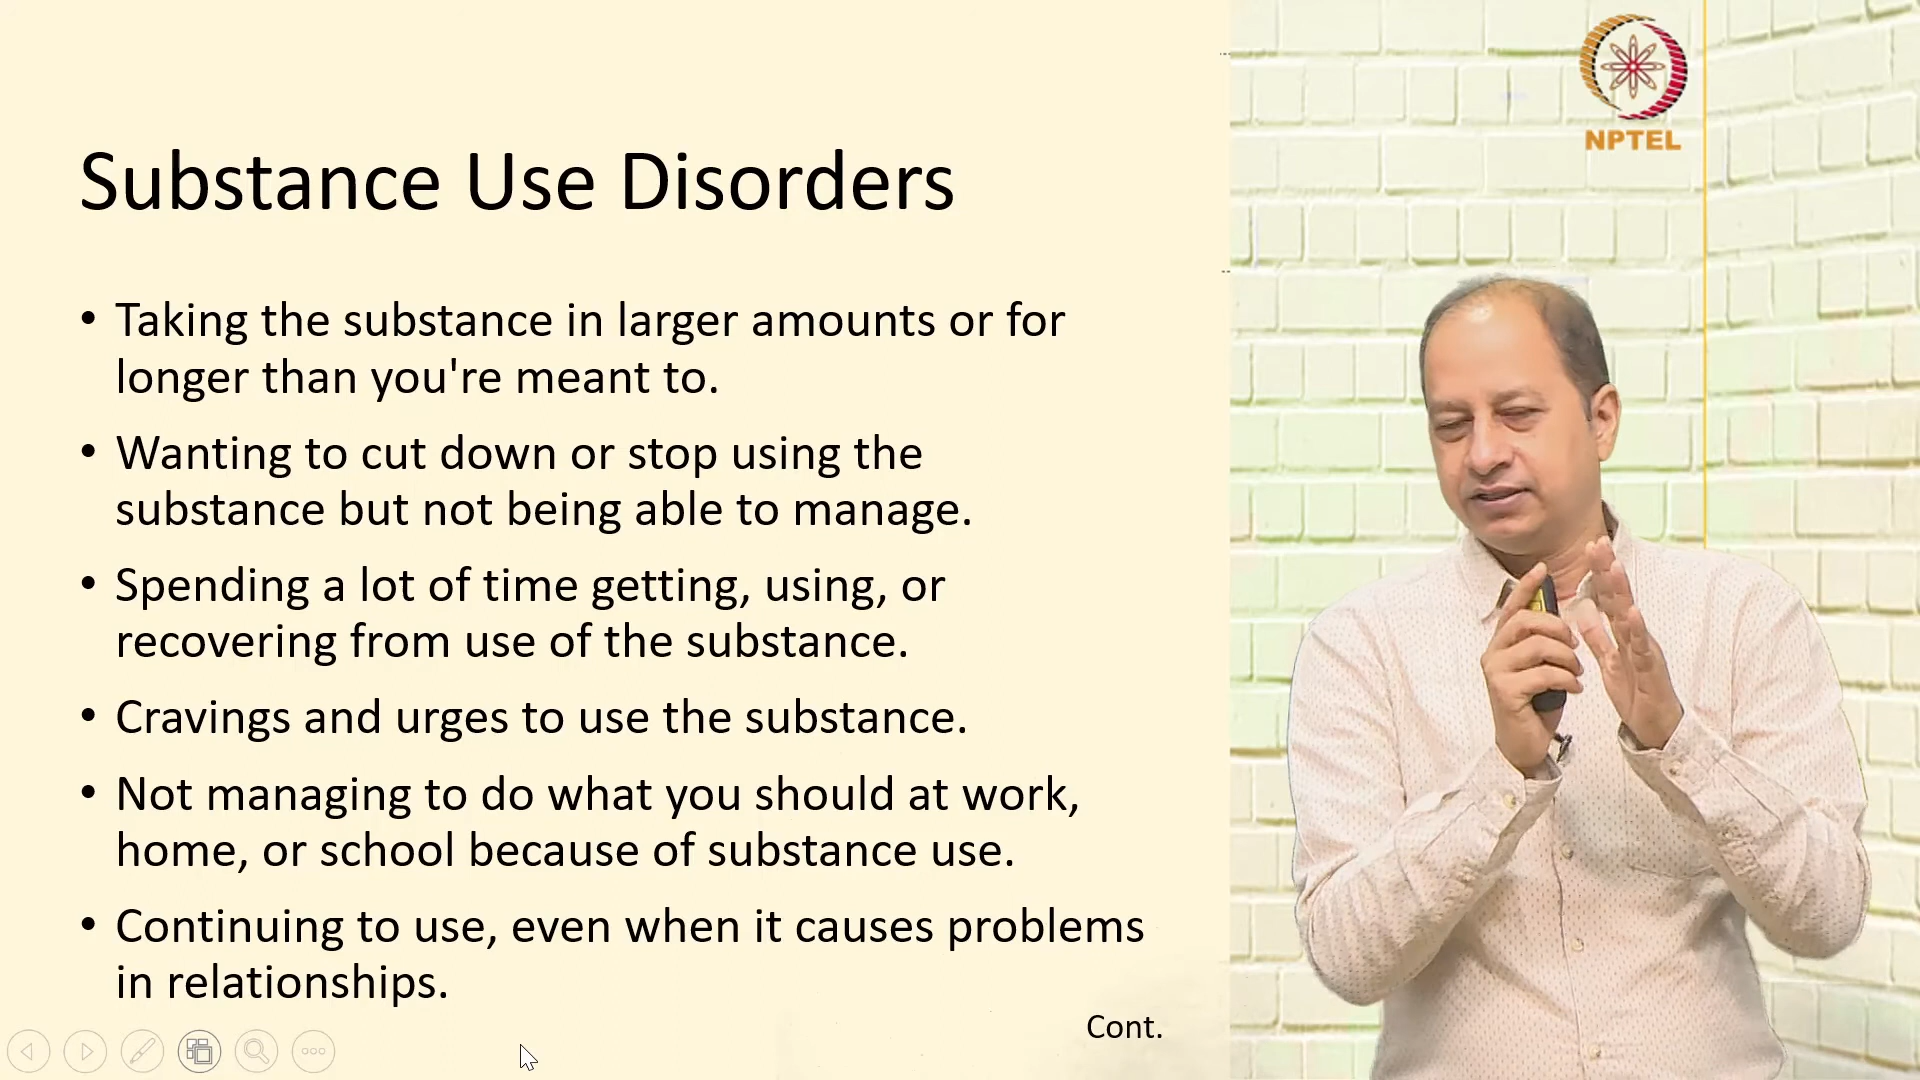 NPTEL
Substance Use Disorders
• Taking the substance in larger amounts or for
longer than you're meant to.
• Wanting to cut down or stop using the
substance but not being able to manage.
• Spending a lot of time getting, using, or
recovering from use of the substance.
• Cravings and urges to use the substance.
• Not managing to do what you should at work,
home, or school because of substance use.
• Continuing to use, even when it causes problems
in relationships.
Cont.